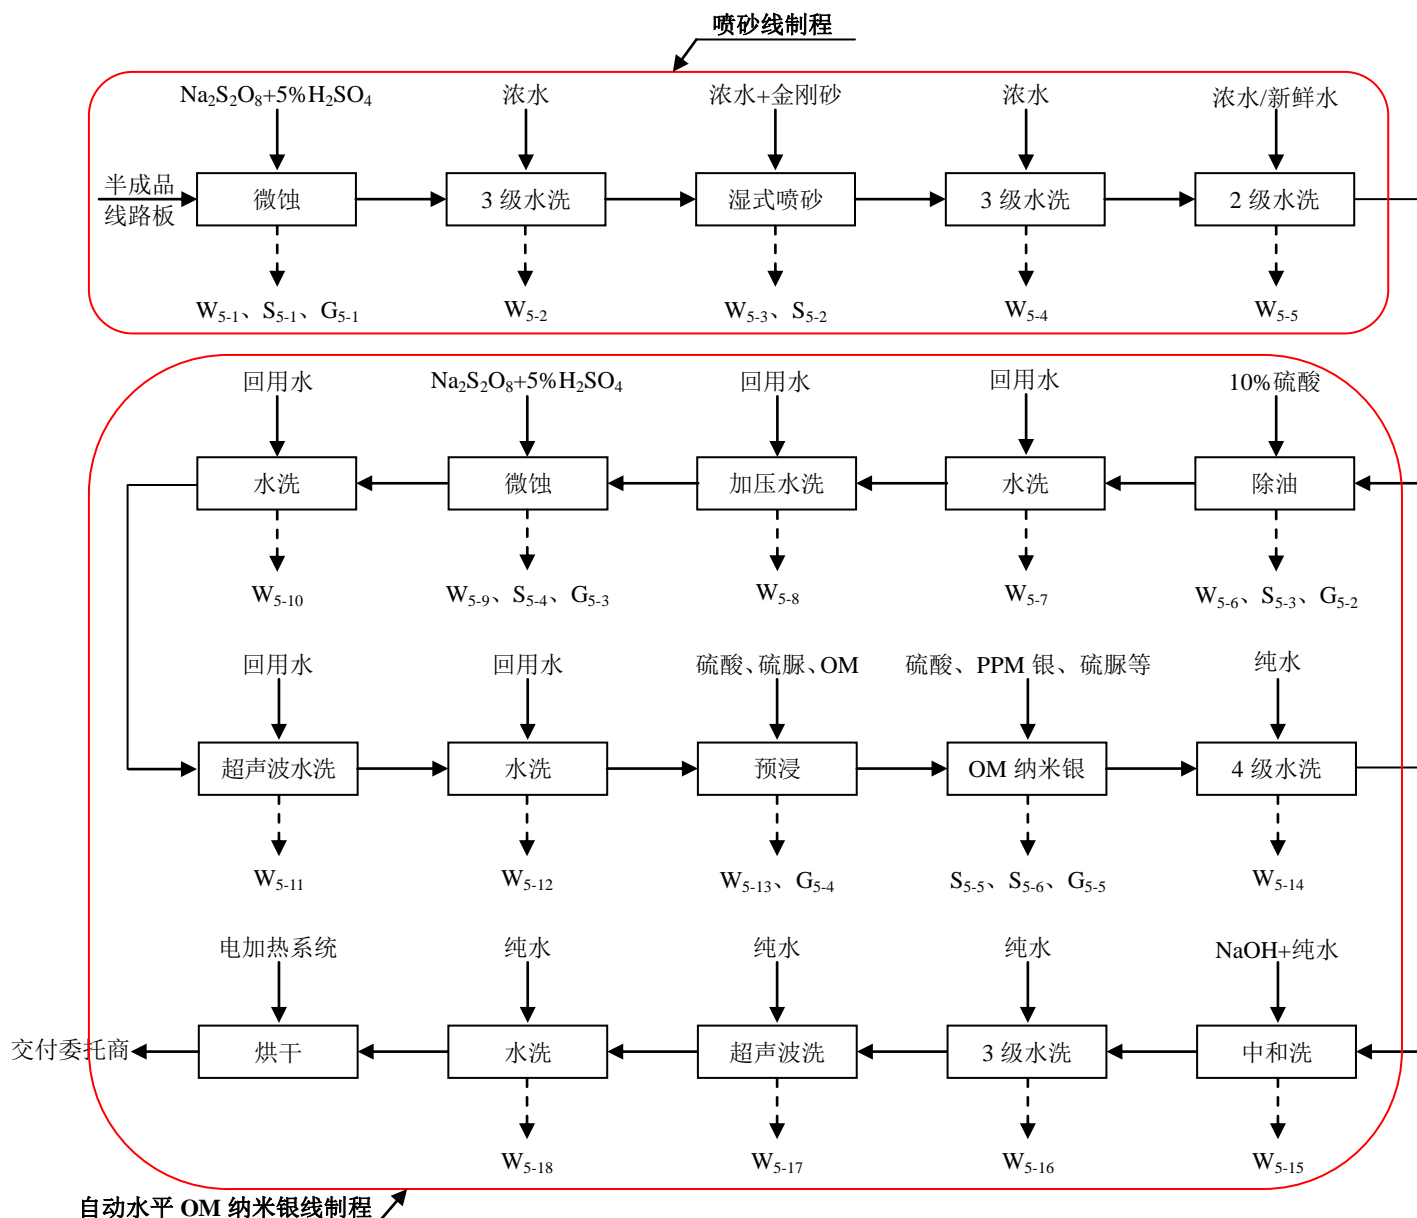 喷砂线制程
Na₂S₂O₈+5%H₂SO₄ 浓水 浓水+金刚砂 浓水 浓水/新鲜水
半成品
线路板
微蚀 3 级水洗 湿式喷砂 3 级水洗 2 级水洗
W₅₋₁、S₅₋₁、G₅₋₁ W₅₋₂ W₅₋₃、S₅₋₂ W₅₋₄ W₅₋₅
回用水 Na₂S₂O₈+5%H₂SO₄ 回用水 回用水 10%硫酸
水洗 微蚀 加压水洗 水洗 除油
W₅₋₁₀ W₅₋₉、S₅₋₄、G₅₋₃ W₅₋₈ W₅₋₇ W₅₋₆、S₅₋₃、G₅₋₂
回用水 回用水 硫酸、硫脲、OM 硫酸、PPM 银、硫脲等 纯水
超声波水洗 水洗 预浸 OM 纳米银 4 级水洗
W₅₋₁₁ W₅₋₁₂ W₅₋₁₃、G₅₋₄ S₅₋₅、S₅₋₆、G₅₋₅ W₅₋₁₄
电加热系统 纯水 纯水 纯水 NaOH+纯水
交付委托商 烘干 水洗 超声波洗 3 级水洗 中和洗
W₅₋₁₈ W₅₋₁₇ W₅₋₁₆ W₅₋₁₅
自动水平 OM 纳米银线制程